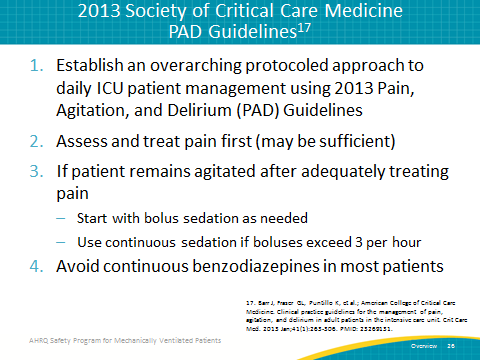 2013 Society of Critical Care Medicine
PAD Guidelines17
1. Establish an overarching protocoled approach to
daily ICU patient management using 2013 Pain,
Agitation, and Delirium (PAD) Guidelines
2. Assess and treat pain first (may be sufficient)
3. If patient remains agitated after adequately treating
pain
– Start with bolus sedation as needed
– Use continuous sedation if boluses exceed 3 per hour
4. Avoid continuous benzodiazepines in most patients
17. Barr J, Fraser GL, Puntillo K, et al.; American College of Critical Care
Medicine. Clinical practice guidelines for the management of pain,
agitation, and delirium in adult patients in the intensive care unit. Crit Care
Med. 2013 Jan;41(1):263-306. PMID: 23269131.
AHRQ Safety Program for Mechanically Ventilated Patients
Overview 26